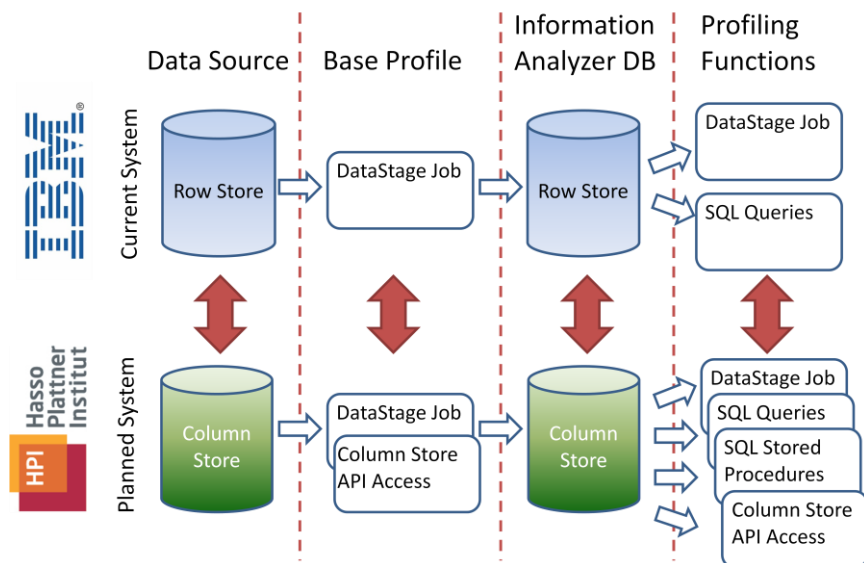 Data Source
Base Profile
Information
Analyzer DB
Profiling
Functions
IBM®
Current System
Row Store
DataStage Job
Row Store
DataStage Job
SQL Queries
HPI
Hasso
Plattner
Institut
Planned System
Column
Store
DataStage Job
Column Store
API Access
Column
Store
DataStage Job
SQL Queries
SQL Stored
Procedures
Column Store
API Access